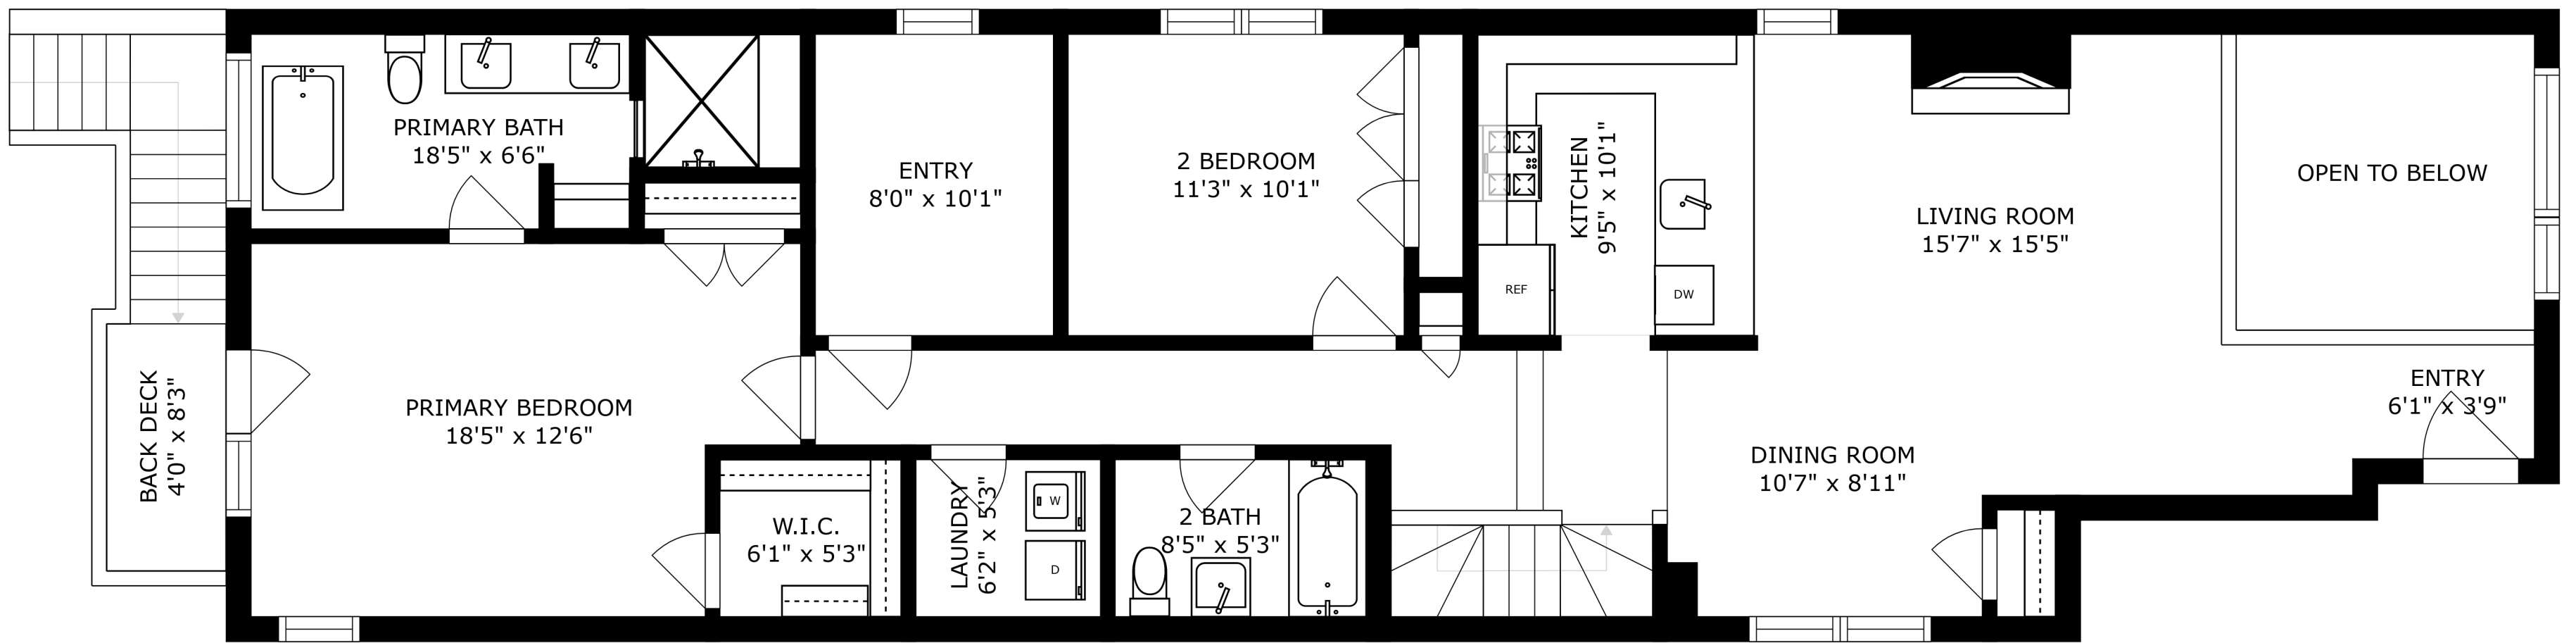 PRIMARY BATH
18'5" x 6'6"
ENTRY
8'0" x 10'1"
2 BEDROOM
11'3" x 10'1"
KITCHEN
9'5" x 10'1"
REF
DW
LIVING ROOM
15'7" x 15'5"
OPEN TO BELOW
ENTRY
6'1" x 3'9"
BACK DECK
4'0" x 8'3"
PRIMARY BEDROOM
18'5" x 12'6"
W.I.C.
6'1" x 5'3"
LAUNDRY
6'2" x 5'3"
W
D
2 BATH
8'5" x 5'3"
DINING ROOM
10'7" x 8'11"